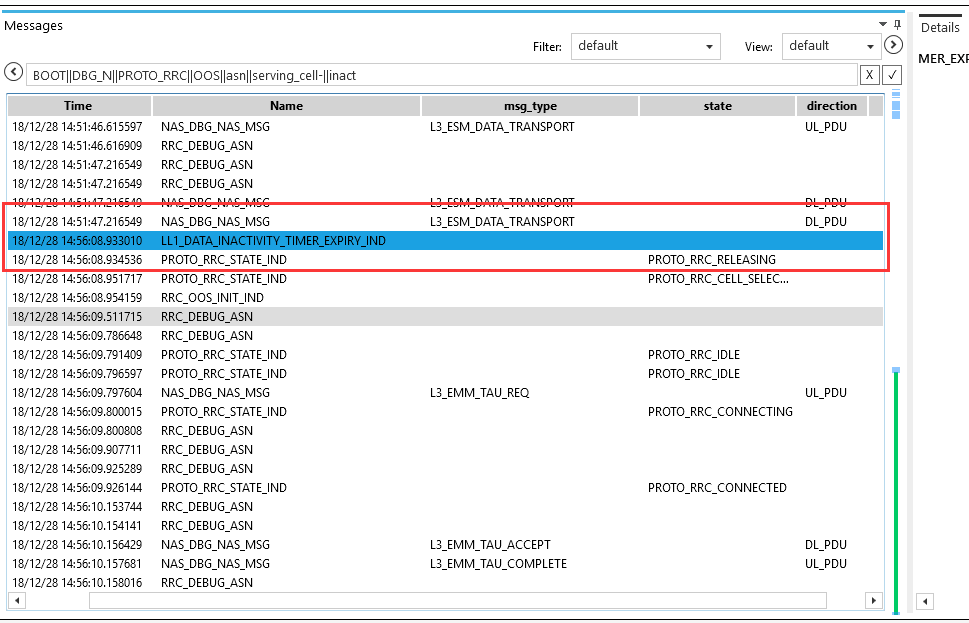 Messages
Details
Filter: default View: default
MER_EXP
BOOT||DBG_N||PROTO_RRC||OOS||asn||serving_cell-||inact X ✓
Time Name msg_type state direction
18/12/28 14:51:46.615597 NAS_DBG_NAS_MSG L3_ESM_DATA_TRANSPORT UL_PDU
18/12/28 14:51:46.616909 RRC_DEBUG_ASN
18/12/28 14:51:47.216549 RRC_DEBUG_ASN
18/12/28 14:51:47.216549 RRC_DEBUG_ASN
18/12/28 14:51:47.216549 NAS_DBG_NAS_MSG L3_ESM_DATA_TRANSPORT DL_PDU
18/12/28 14:51:47.216549 NAS_DBG_NAS_MSG L3_ESM_DATA_TRANSPORT DL_PDU
18/12/28 14:56:08.933010 LL1_DATA_INACTIVITY_TIMER_EXPIRY_IND
18/12/28 14:56:08.934536 PROTO_RRC_STATE_IND PROTO_RRC_RELEASING
18/12/28 14:56:08.951717 PROTO_RRC_STATE_IND PROTO_RRC_CELL_SELEC...
18/12/28 14:56:08.954159 RRC_OOS_INIT_IND
18/12/28 14:56:09.511715 RRC_DEBUG_ASN
18/12/28 14:56:09.786648 RRC_DEBUG_ASN
18/12/28 14:56:09.791409 PROTO_RRC_STATE_IND PROTO_RRC_IDLE
18/12/28 14:56:09.796597 PROTO_RRC_STATE_IND PROTO_RRC_IDLE
18/12/28 14:56:09.797604 NAS_DBG_NAS_MSG L3_EMM_TAU_REQ UL_PDU
18/12/28 14:56:09.800015 PROTO_RRC_STATE_IND PROTO_RRC_CONNECTING
18/12/28 14:56:09.800808 RRC_DEBUG_ASN
18/12/28 14:56:09.907711 RRC_DEBUG_ASN
18/12/28 14:56:09.925289 RRC_DEBUG_ASN
18/12/28 14:56:09.926144 PROTO_RRC_STATE_IND PROTO_RRC_CONNECTED
18/12/28 14:56:10.153744 RRC_DEBUG_ASN
18/12/28 14:56:10.154141 RRC_DEBUG_ASN
18/12/28 14:56:10.156429 NAS_DBG_NAS_MSG L3_EMM_TAU_ACCEPT DL_PDU
18/12/28 14:56:10.157681 NAS_DBG_NAS_MSG L3_EMM_TAU_COMPLETE UL_PDU
18/12/28 14:56:10.158016 RRC_DEBUG_ASN